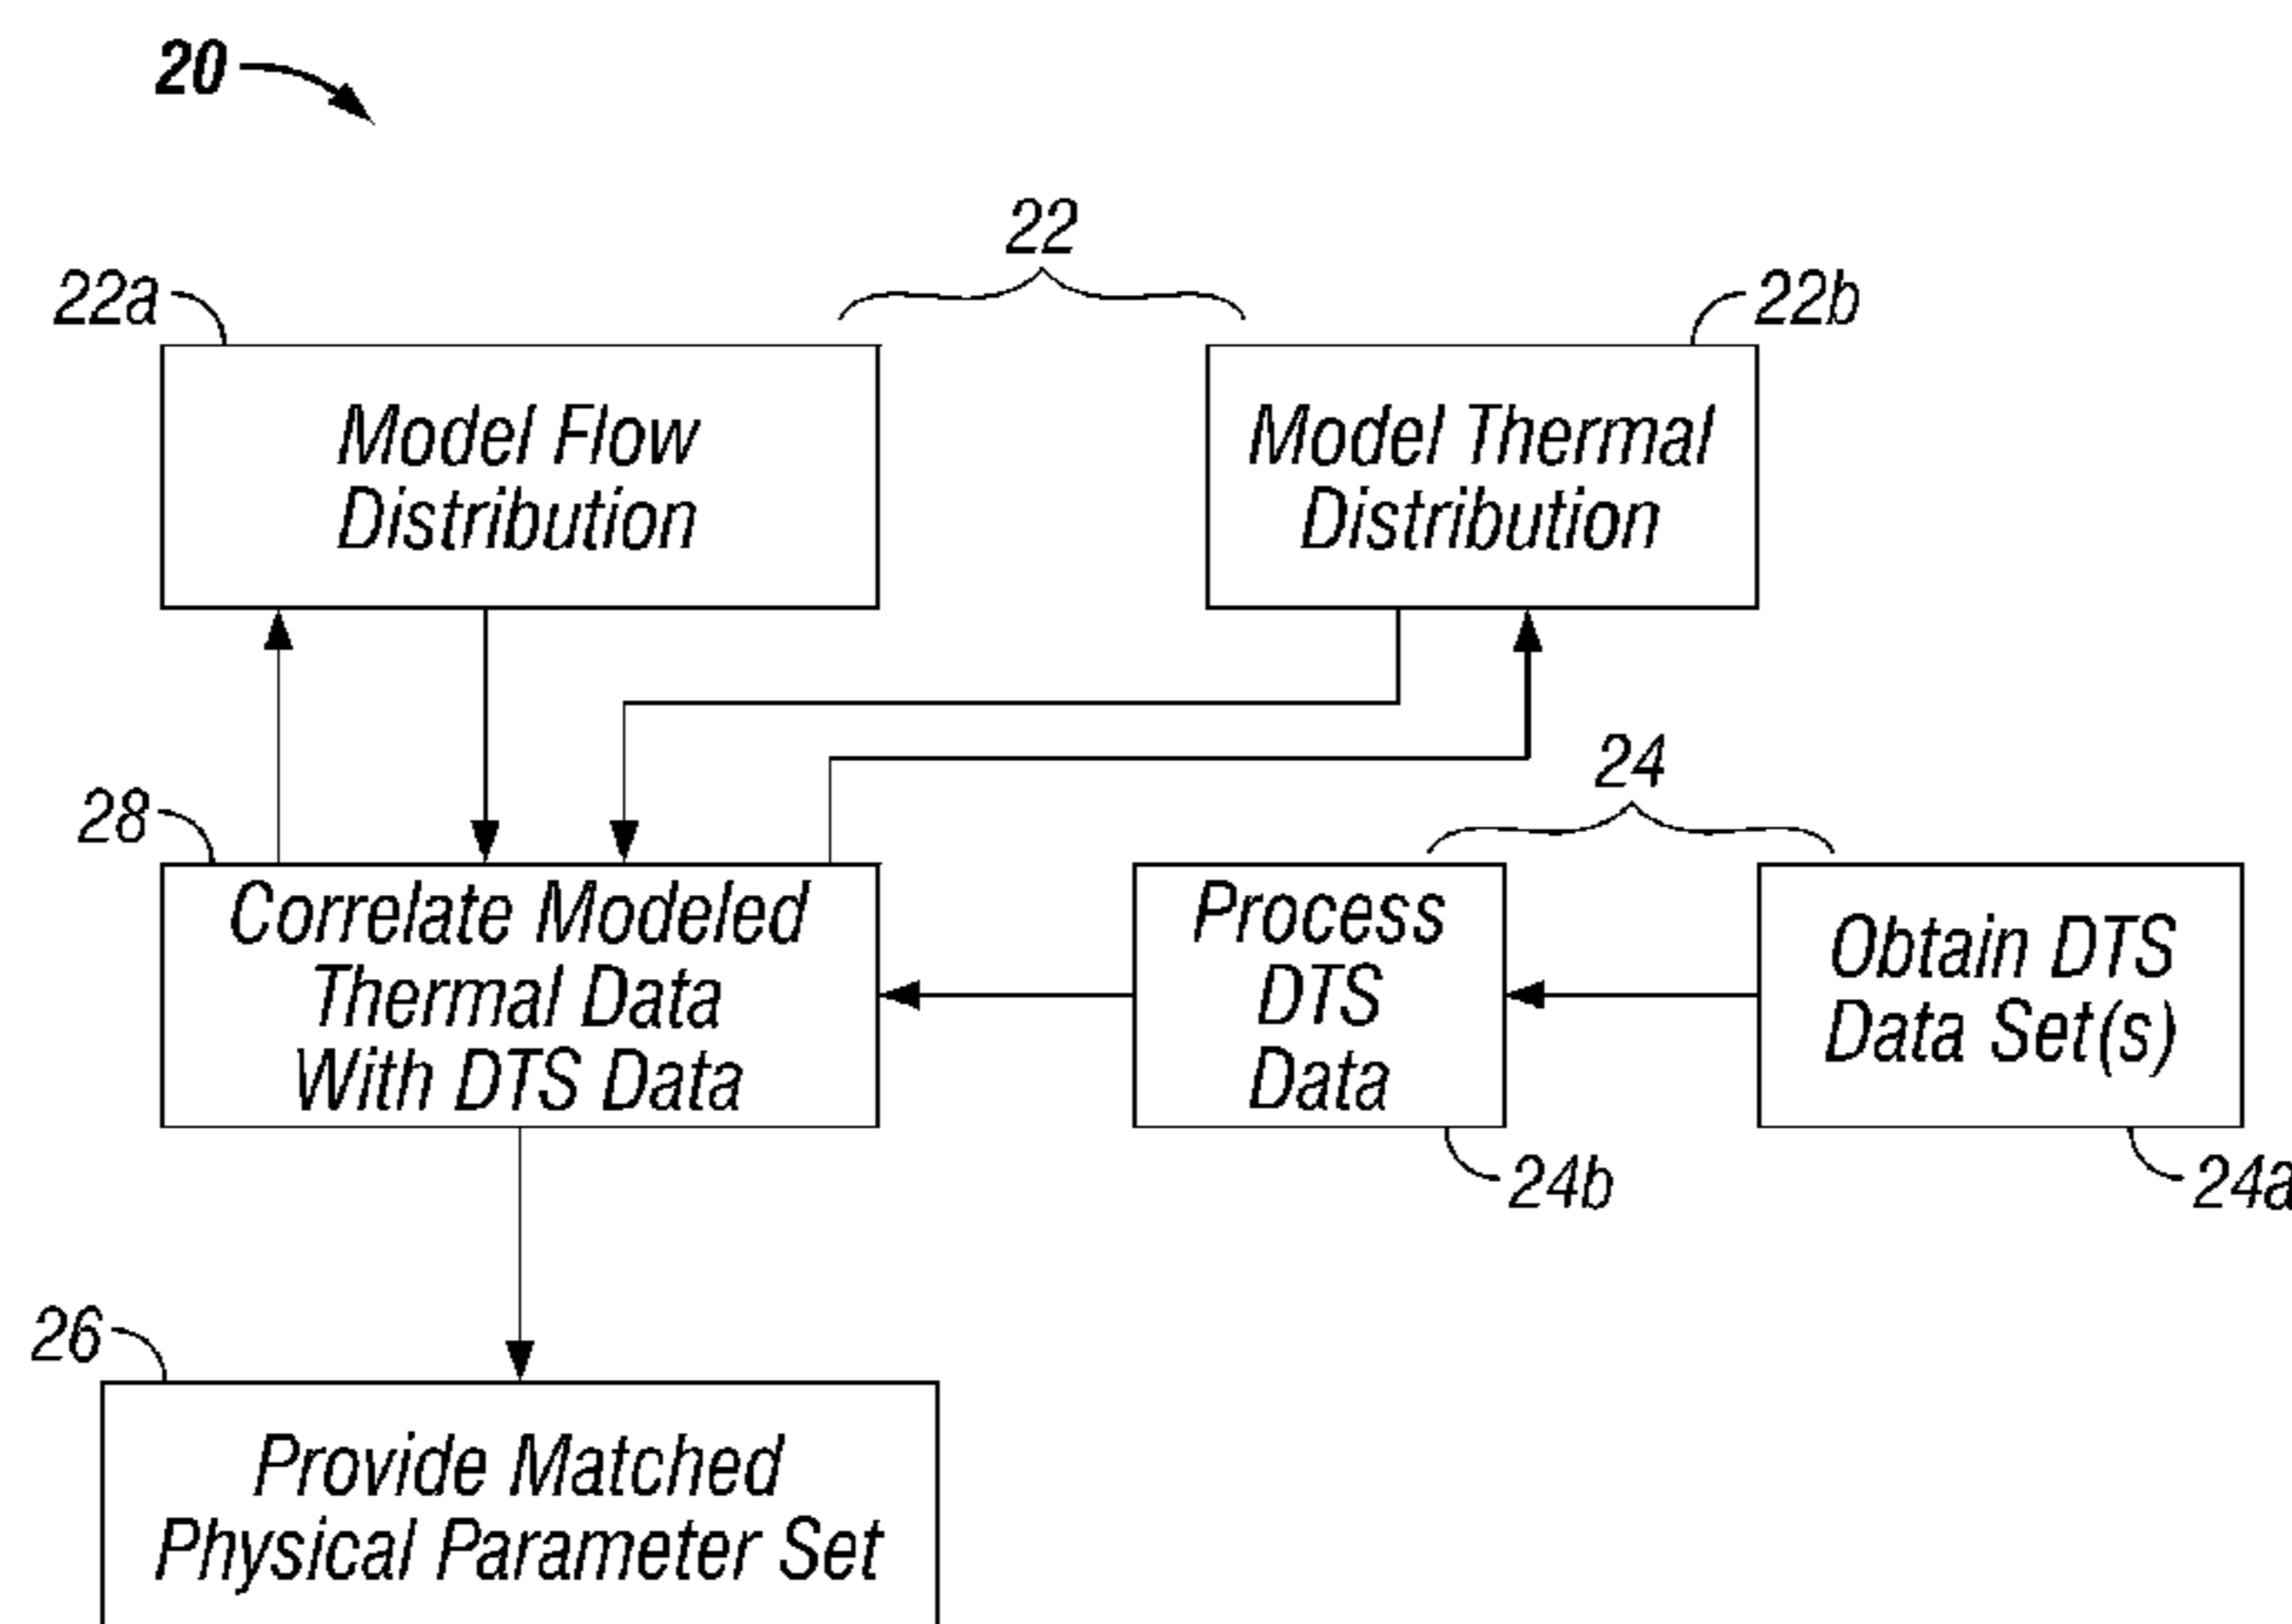 20
22
22a
22b
Model Flow
Distribution
Model Thermal
Distribution
24
28
Correlate Modeled
Thermal Data
With DTS Data
Process
DTS
Data
Obtain DTS
Data Set(s)
24b
24a
26
Provide Matched
Physical Parameter Set